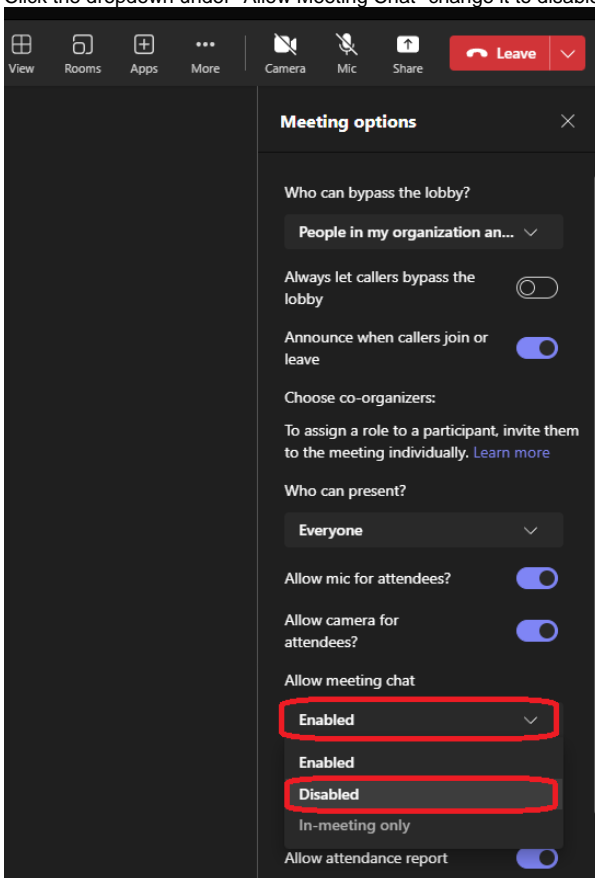 Click the dropdown under "Allow Meeting Chat" change it to disable
View Rooms Apps More Camera Mic Share Leave
Meeting options
Who can bypass the lobby?
People in my organization an...
Always let callers bypass the
lobby
Announce when callers join or
leave
Choose co-organizers:
To assign a role to a participant, invite them
to the meeting individually. Learn more
Who can present?
Everyone
Allow mic for attendees?
Allow camera for
attendees?
Allow meeting chat
Enabled
Enabled
Disabled
In-meeting only
Allow attendance report